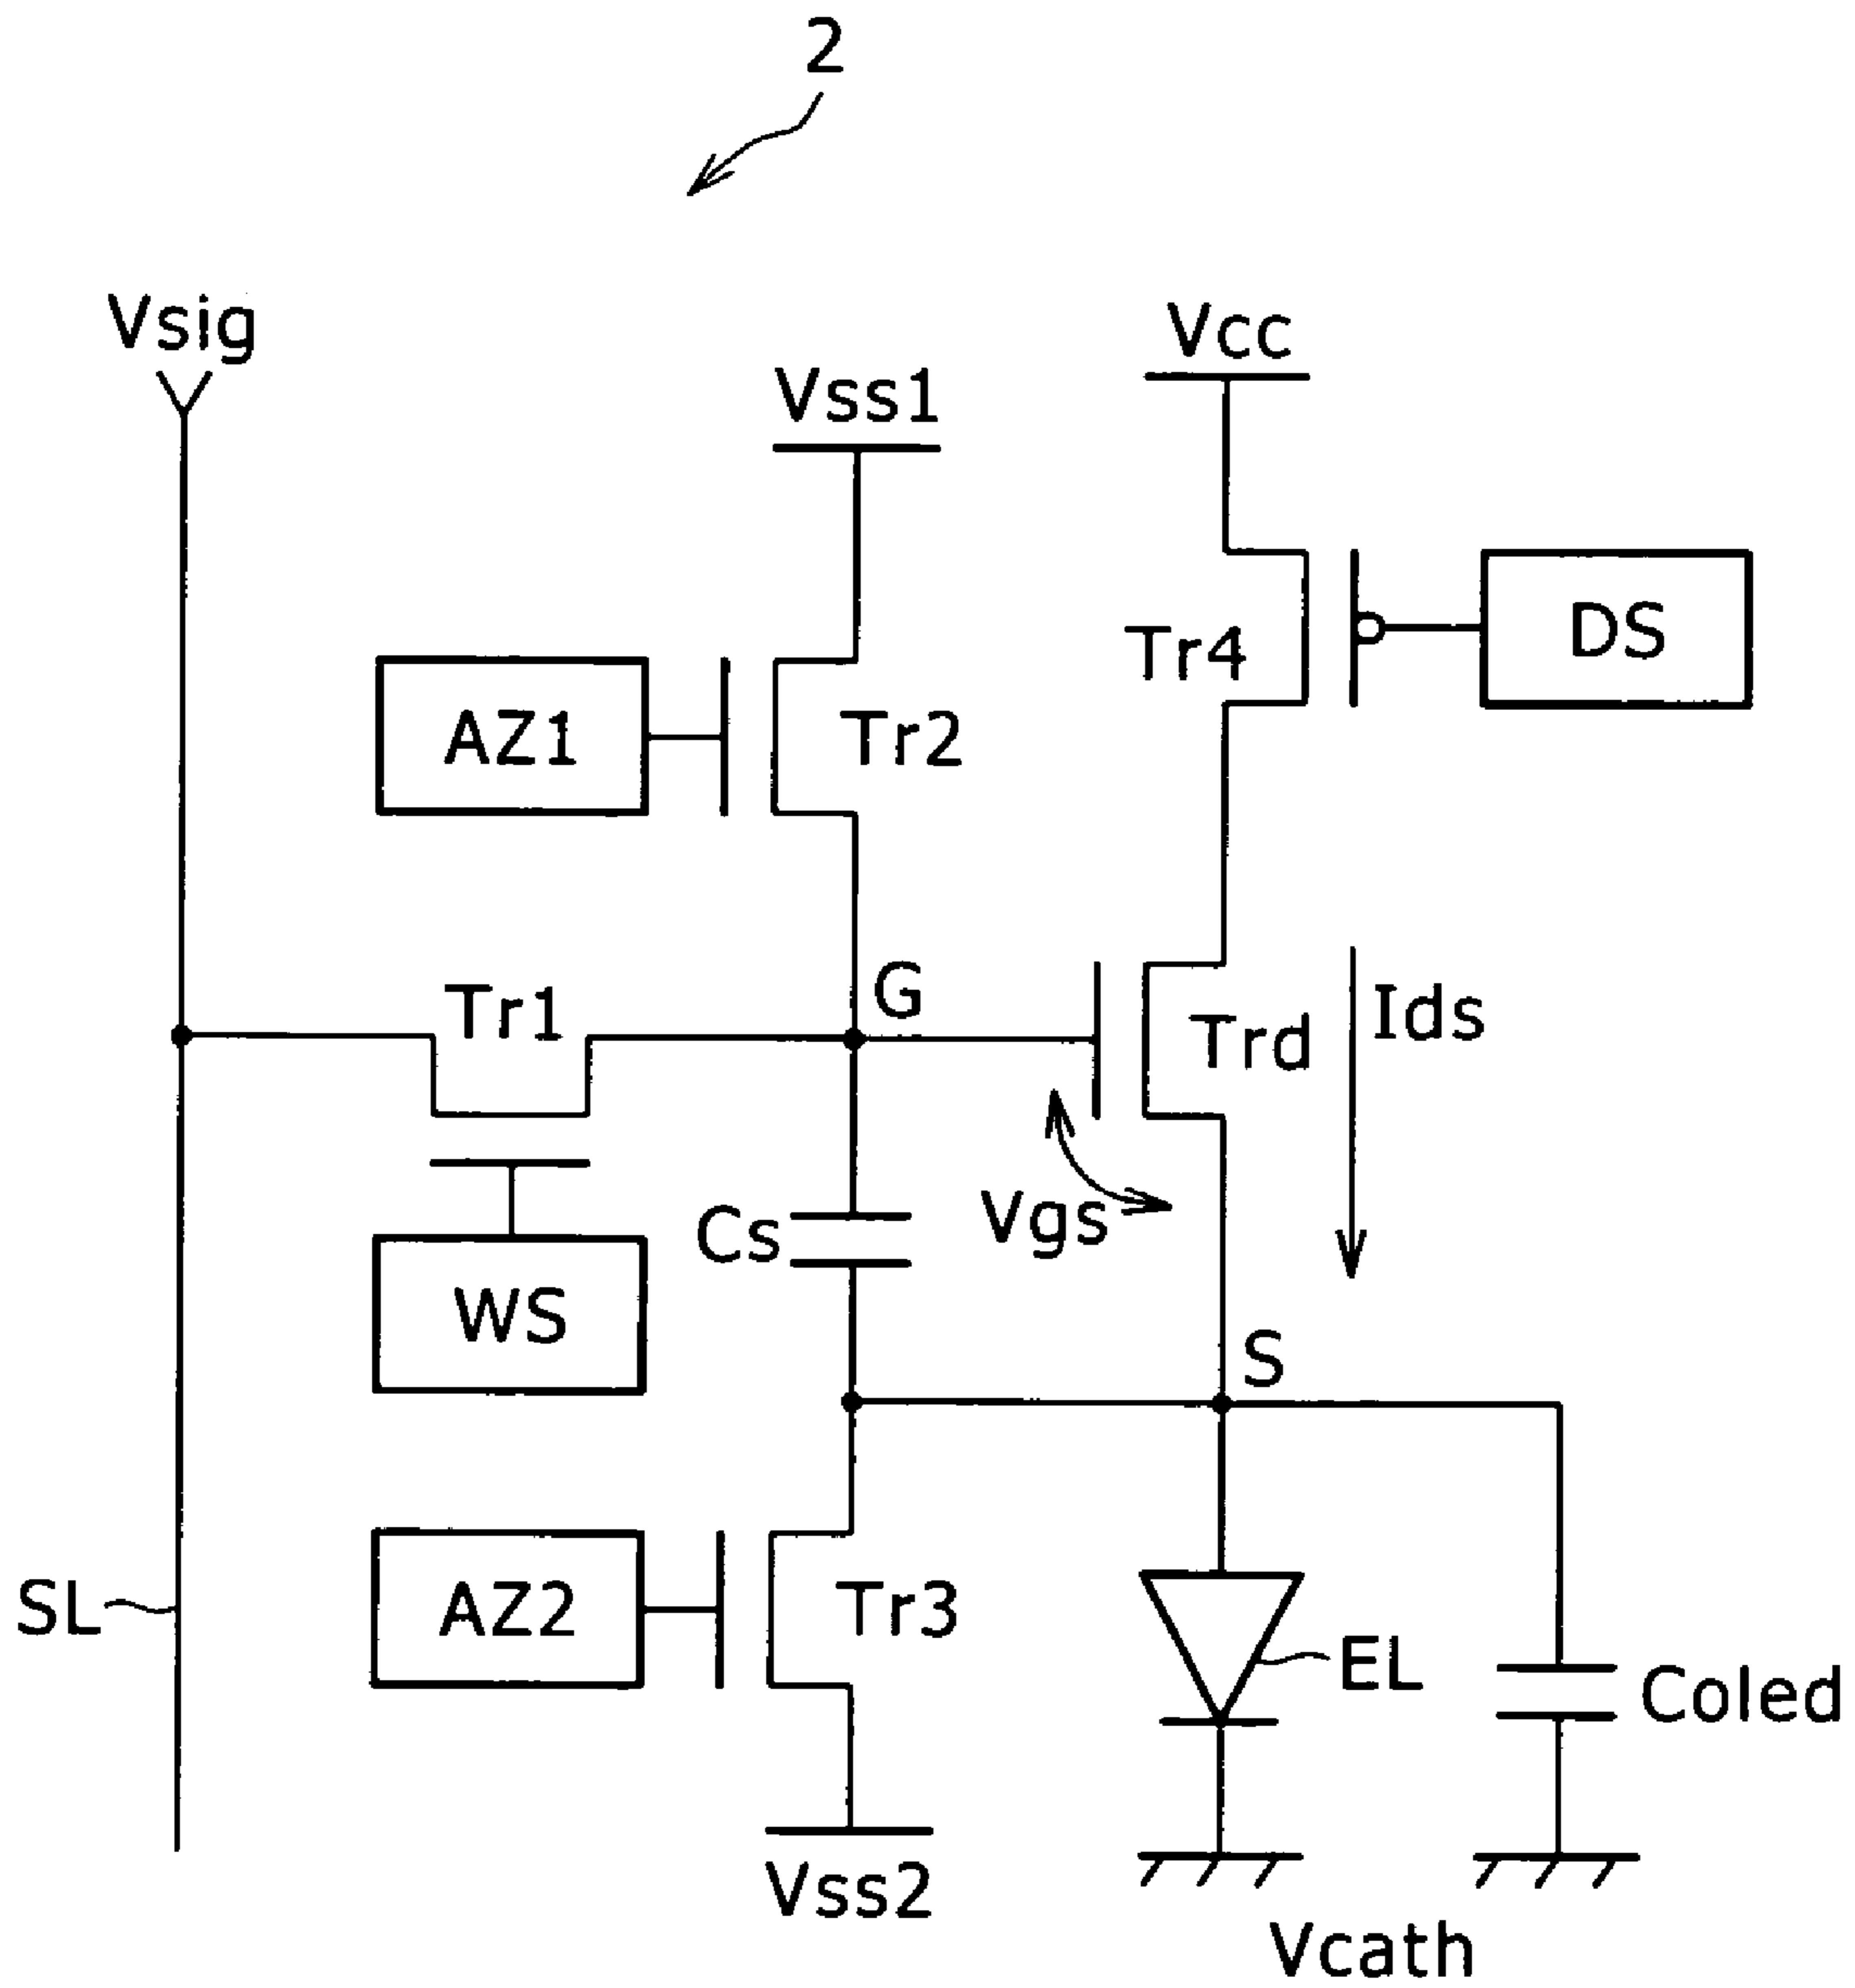 2
Vsig
Vcc
Vss1
DS
Tr4
AZ1
Tr2
G
Tr1
Ids
Trd
Vgs
Cs
WS
S
SL
AZ2
Tr3
EL
Coled
Vss2
Vcath